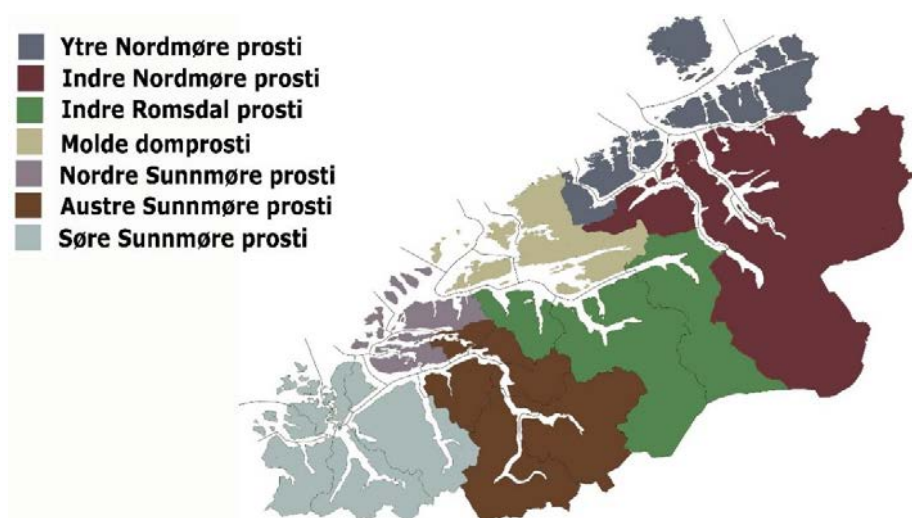 Ytre Nordmøre prosti
Indre Nordmøre prosti
Indre Romsdal prosti
Molde domprosti
Nordre Sunnmøre prosti
Austre Sunnmøre prosti
Søre Sunnmøre prosti